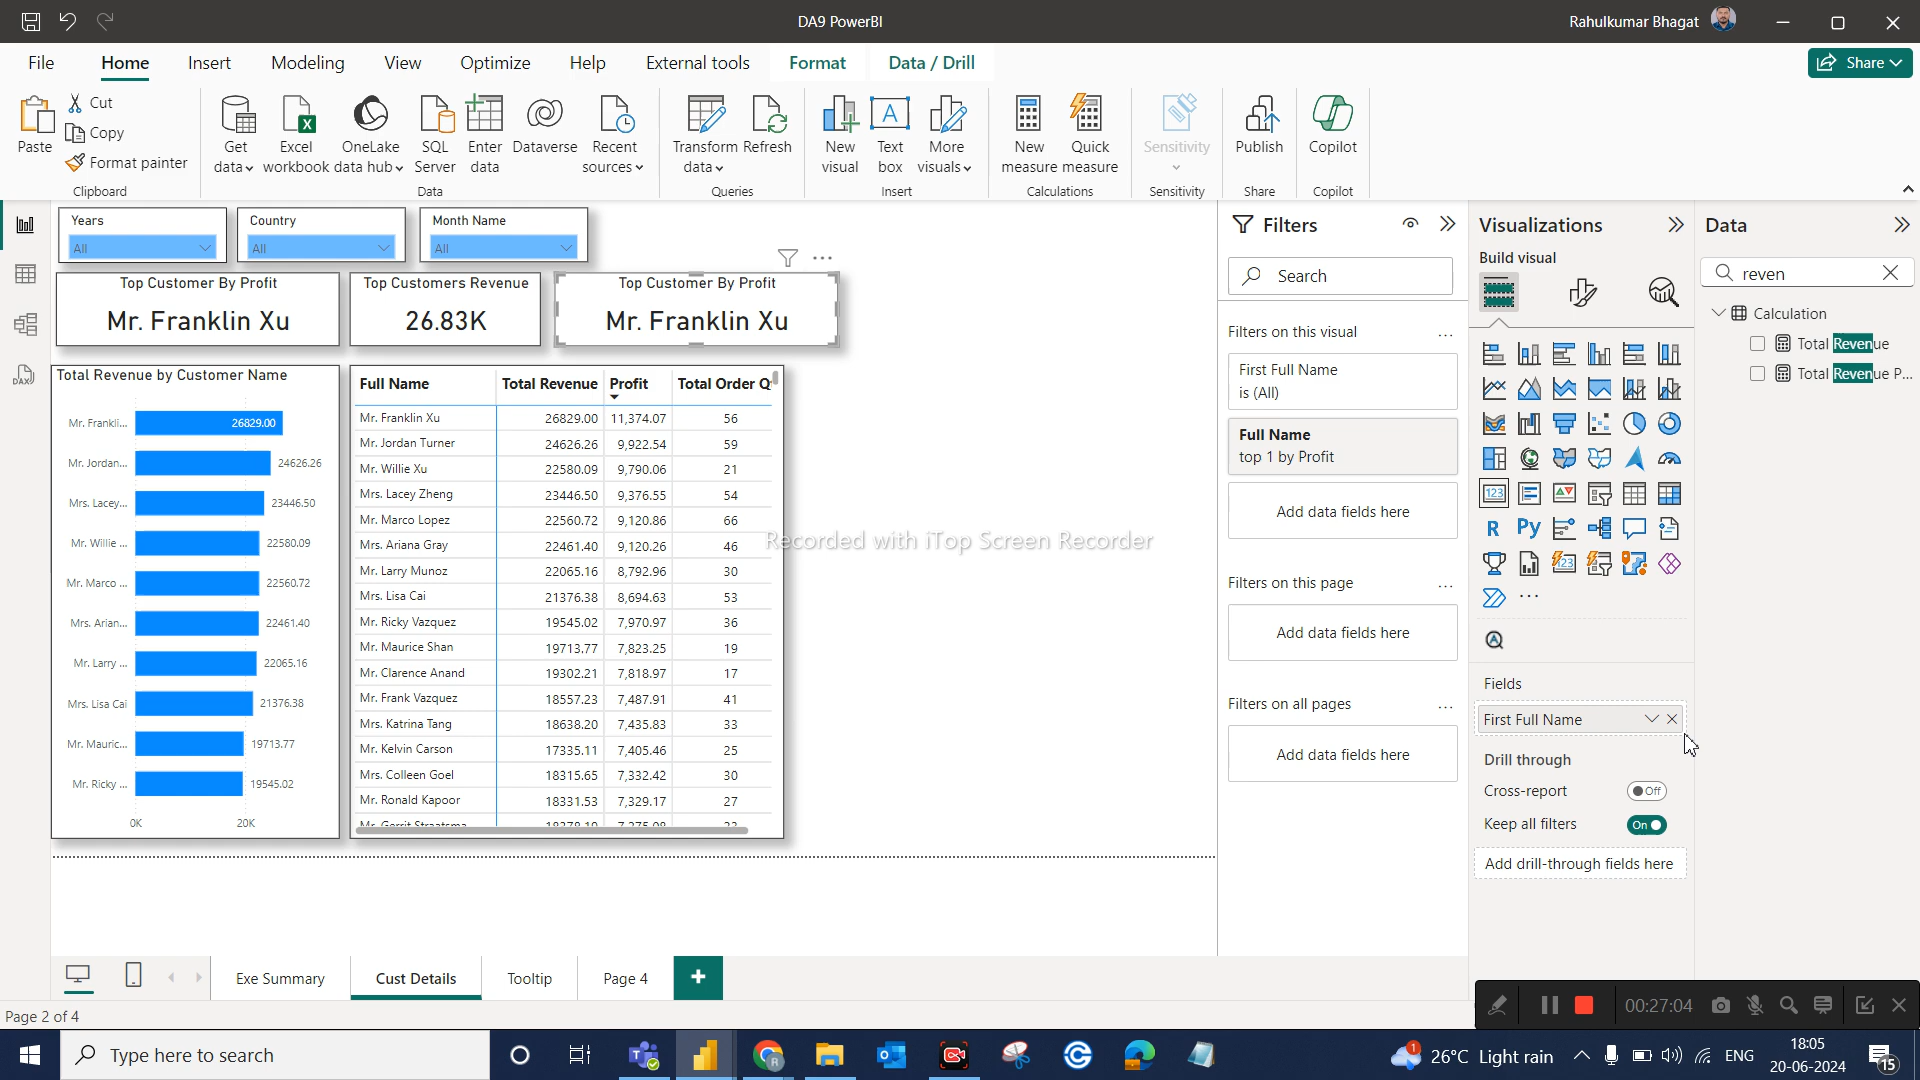 DA9 PowerBI
Rahulkumar Bhagat
File
Home
Insert
Modeling
View
Optimize
Help
External tools
Format
Data / Drill
Share
Paste
Cut
Copy
Format painter
Clipboard
Get data
Excel workbook
OneLake data hub
SQL Server
Enter data
Dataverse
Recent sources
Data
Transform data
Refresh
Queries
New visual
Text box
More visuals
Insert
New measure
Quick measure
Calculations
Sensitivity
Sensitivity
Publish
Share
Copilot
Copilot
Years
All
Country
All
Month Name
All
Top Customer By Profit
Mr. Franklin Xu
Top Customers Revenue
26.83K
Top Customer By Profit
Mr. Franklin Xu
Total Revenue by Customer Name
Mr. Frankli... 26829.00
Mr. Jordan... 24626.26
Mrs. Lacey... 23446.50
Mr. Willie ... 22580.09
Mr. Marco ... 22560.72
Mrs. Arian... 22461.40
Mr. Larry ... 22065.16
Mrs. Lisa Cai 21376.38
Mr. Mauric... 19713.77
Mr. Ricky ... 19545.02
0K 20K
Full Name Total Revenue Profit Total Order Q
Mr. Franklin Xu 26829.00 11,374.07 56
Mr. Jordan Turner 24626.26 9,922.54 59
Mr. Willie Xu 22580.09 9,790.06 21
Mrs. Lacey Zheng 23446.50 9,376.55 54
Mr. Marco Lopez 22560.72 9,120.86 66
Mrs. Ariana Gray 22461.40 9,120.26 46
Mr. Larry Munoz 22065.16 8,792.96 30
Mrs. Lisa Cai 21376.38 8,694.63 53
Mr. Ricky Vazquez 19545.02 7,970.97 36
Mr. Maurice Shan 19713.77 7,823.25 19
Mr. Clarence Anand 19302.21 7,818.97 17
Mr. Frank Vazquez 18557.23 7,487.91 41
Mrs. Katrina Tang 18638.20 7,435.83 33
Mr. Kelvin Carson 17335.11 7,405.46 25
Mrs. Colleen Goel 18315.65 7,332.42 30
Mr. Ronald Kapoor 18331.53 7,329.17 27
Recorded with iTop Screen Recorder
Filters
Search
Filters on this visual
...
First Full Name
is (All)
Full Name
top 1 by Profit
Add data fields here
Filters on this page
...
Add data fields here
Filters on all pages
...
Add data fields here
Visualizations
Build visual
123
R
Py
...
Fields
First Full Name
Drill through
Cross-report
Off
Keep all filters
On
Add drill-through fields here
Data
reven
Calculation
Total Revenue
Total Revenue P...
Exe Summary
Cust Details
Tooltip
Page 4
+
Page 2 of 4
00:27:04
Type here to search
26°C Light rain
ENG
18:05
20-06-2024
15